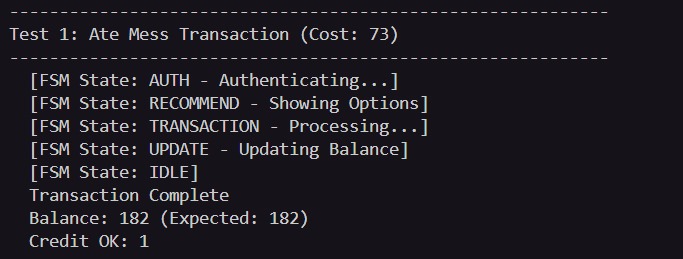 ------------------------------------------------------------
Test 1: Ate Mess Transaction (Cost: 73)
------------------------------------------------------------
[FSM State: AUTH - Authenticating...]
[FSM State: RECOMMEND - Showing Options]
[FSM State: TRANSACTION - Processing...]
[FSM State: UPDATE - Updating Balance]
[FSM State: IDLE]
Transaction Complete
Balance: 182 (Expected: 182)
Credit OK: 1